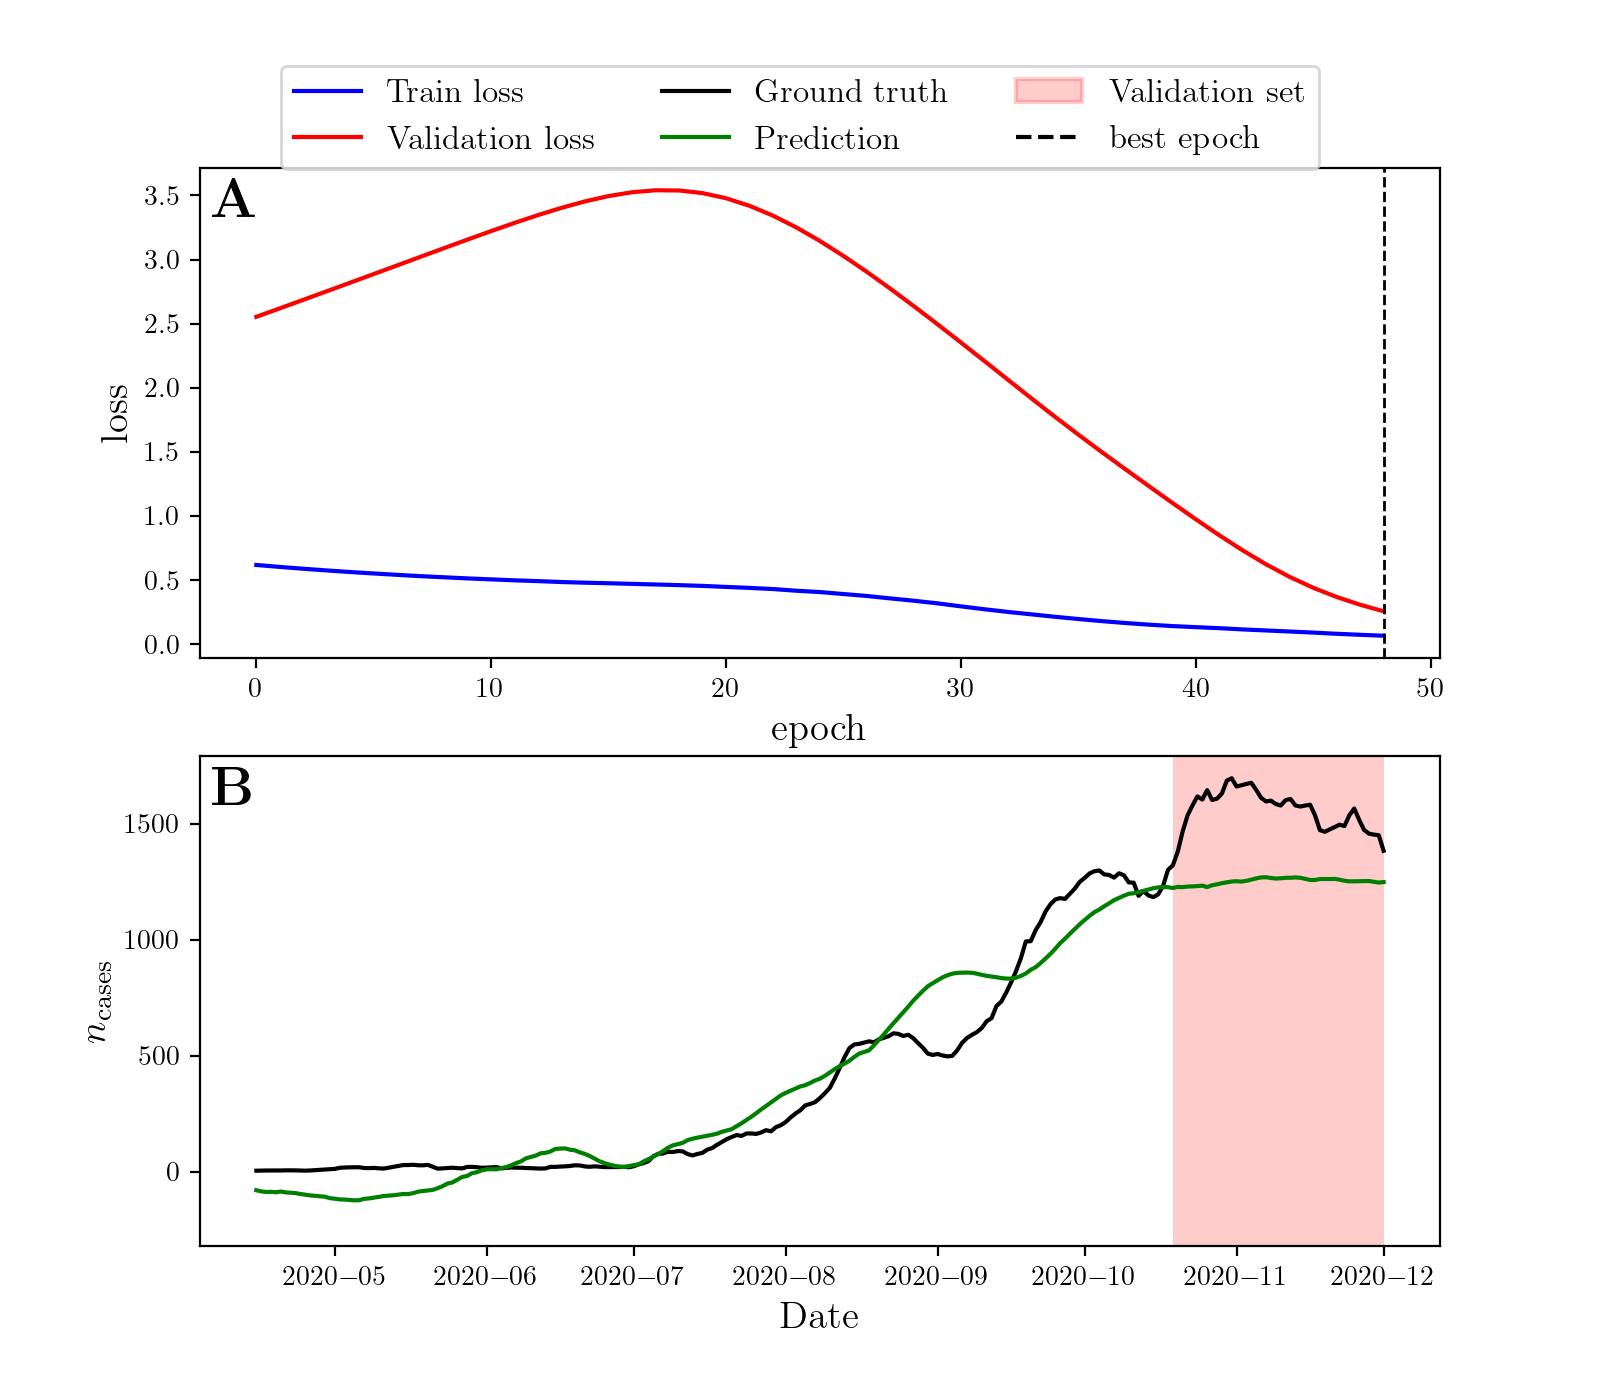 Train loss
Validation loss
Ground truth
Prediction
Validation set
best epoch
A
3.5
3.0
2.5
2.0
1.5
1.0
0.5
0.0
loss
0 10 20 30 40 50
epoch
B
1500
1000
500
0
n_cases
2020–05 2020–06 2020–07 2020–08 2020–09 2020–10 2020–11 2020–12
Date